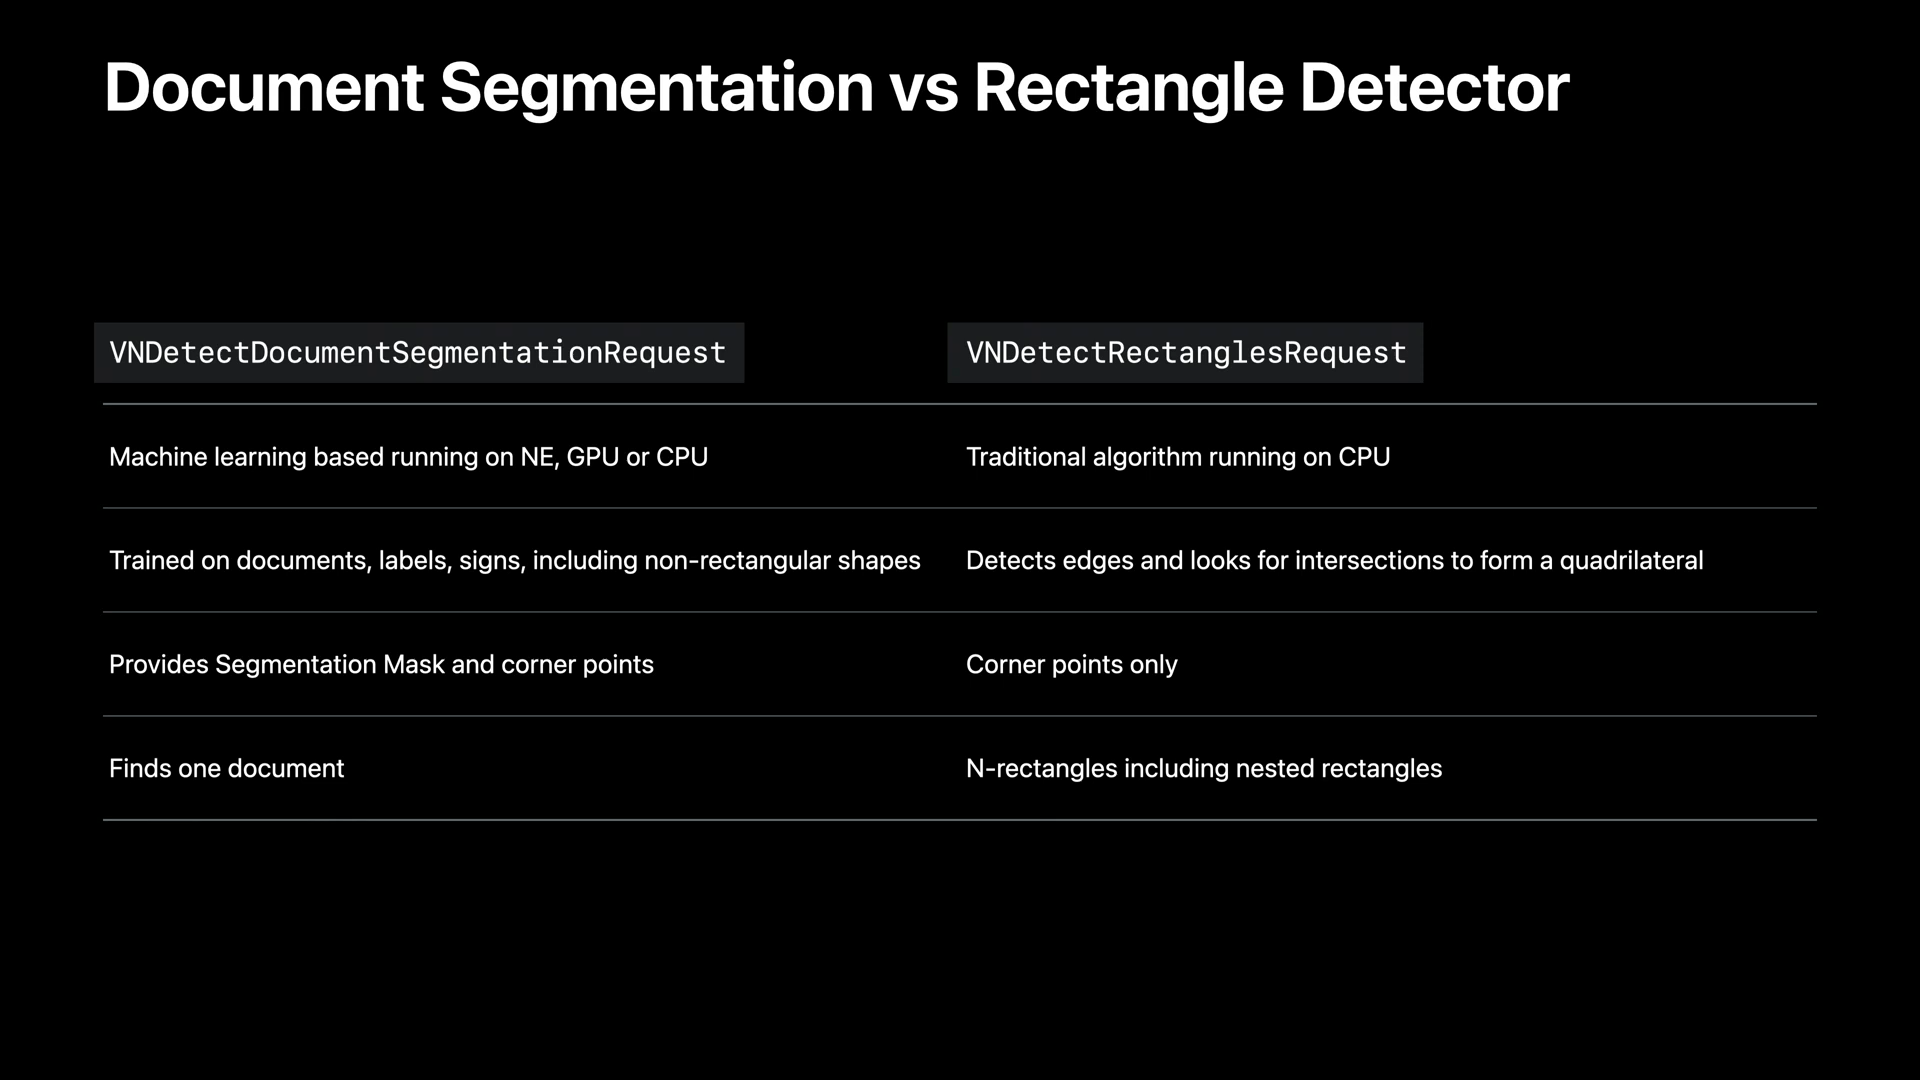 Document Segmentation vs Rectangle Detector
VNDetectDocumentSegmentationRequest
VNDetectRectanglesRequest
Machine learning based running on NE, GPU or CPU
Traditional algorithm running on CPU
Trained on documents, labels, signs, including non-rectangular shapes
Detects edges and looks for intersections to form a quadrilateral
Provides Segmentation Mask and corner points
Corner points only
Finds one document
N-rectangles including nested rectangles